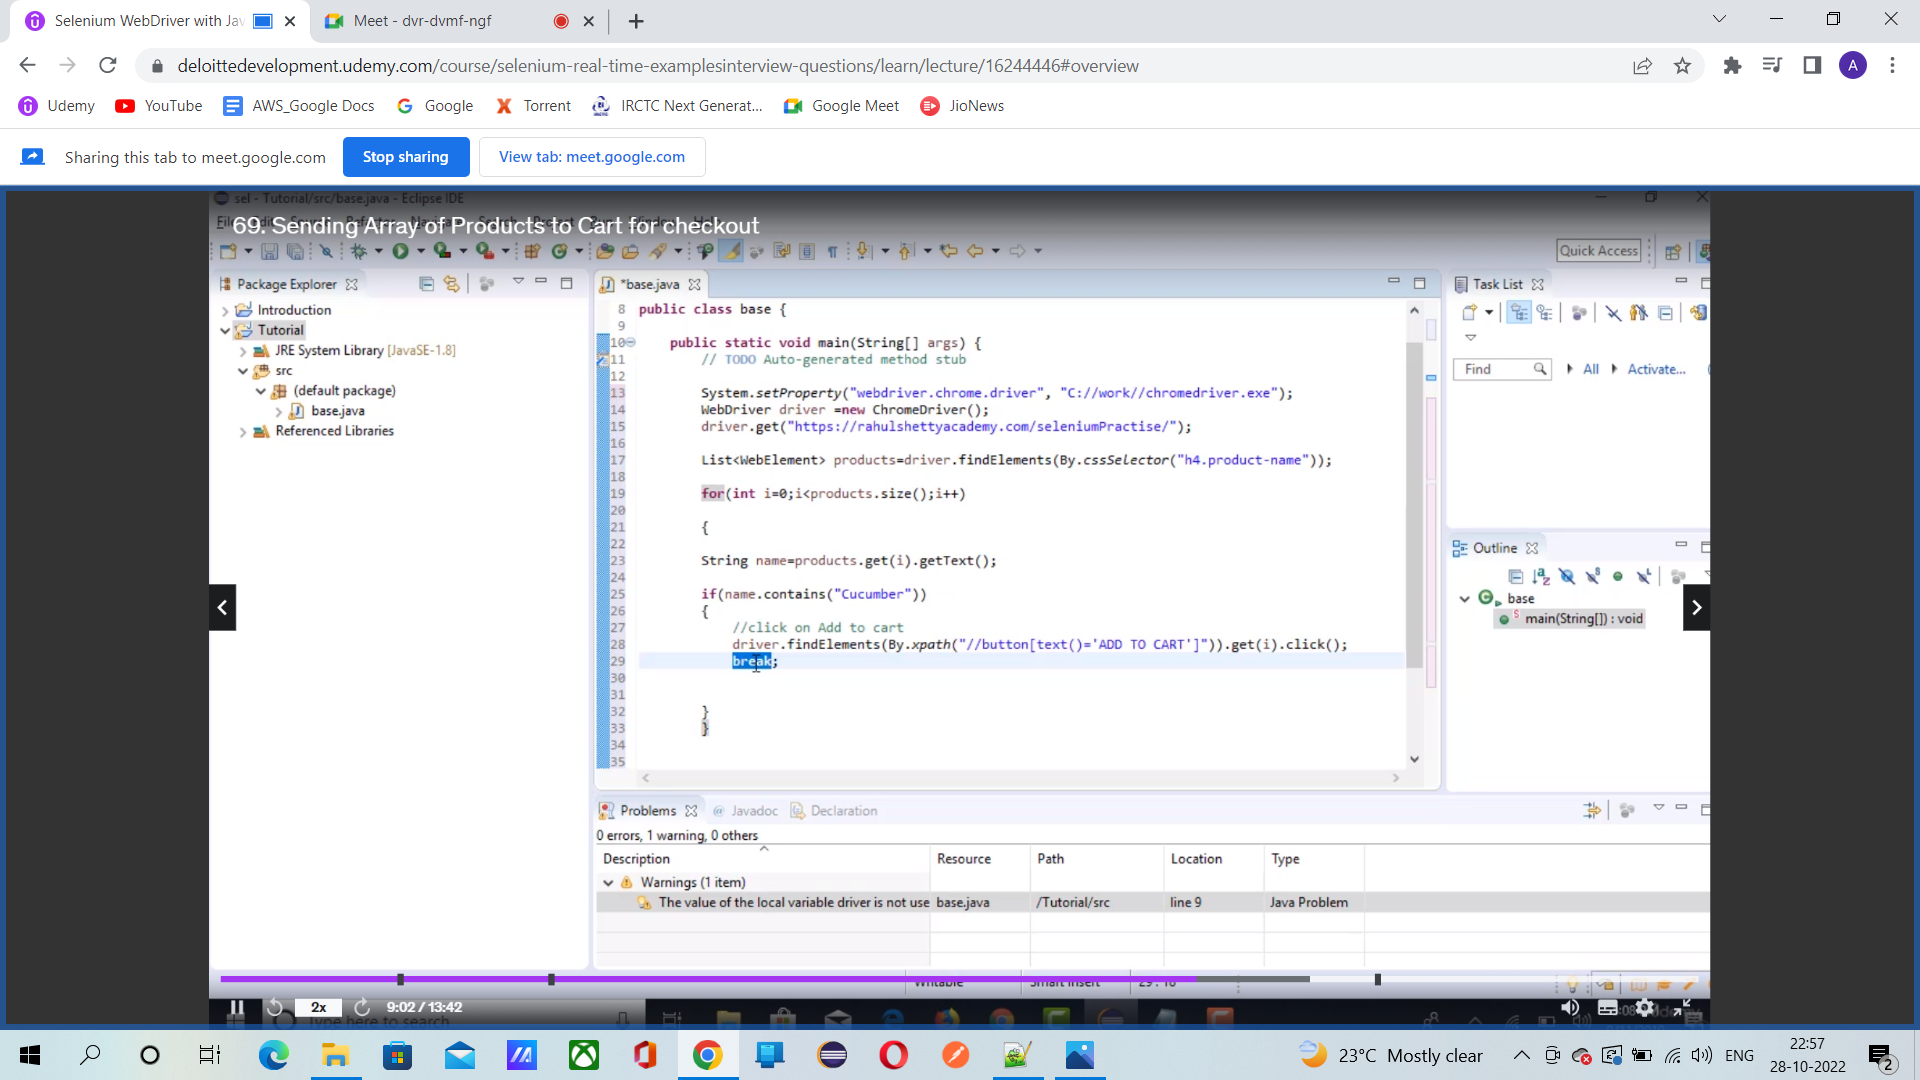 Selenium WebDriver with Jav
Meet - dvr-dvmf-ngf
deloittedevelopment.udemy.com/course/selenium-real-time-examplesinterview-questions/learn/lecture/16244446#overview
A
Udemy
YouTube
AWS_Google Docs
Google
Torrent
IRCTC Next Generat...
Google Meet
JioNews
Sharing this tab to meet.google.com
Stop sharing
View tab: meet.google.com
sel - Tutorial/src/base.java - Eclipse IDE
69. Sending Array of Products to Cart for checkout
Quick Access
Package Explorer
*base.java
Task List
Introduction
Tutorial
JRE System Library [JavaSE-1.8]
src
(default package)
base.java
Referenced Libraries
8 public class base {
9
10 public static void main(String[] args) {
11 // TODO Auto-generated method stub
12
13 System.setProperty("webdriver.chrome.driver", "C://work//chromedriver.exe");
14 WebDriver driver =new ChromeDriver();
15 driver.get("https://rahulshettyacademy.com/seleniumPractise/");
16
17 List<WebElement> products=driver.findElements(By.cssSelector("h4.product-name"));
18
19 for(int i=0;i<products.size();i++)
20
21 {
22
23 String name=products.get(i).getText();
24
25 if(name.contains("Cucumber"))
26 {
27 //click on Add to cart
28 driver.findElements(By.xpath("//button[text()='ADD TO CART']")).get(i).click();
29 break;
30
31
32 }
33 }
34
35
Find
All
Activate...
Outline
base
main(String[]) : void
Problems
@ Javadoc
Declaration
0 errors, 1 warning, 0 others
Description Resource Path Location Type
Warnings (1 item)
The value of the local variable driver is not use base.java /Tutorial/src line 9 Java Problem
Writable
Smart Insert
29 : 18
2x
9:02 / 13:42
Type here to search
23°C Mostly clear
ENG
22:57
28-10-2022
2